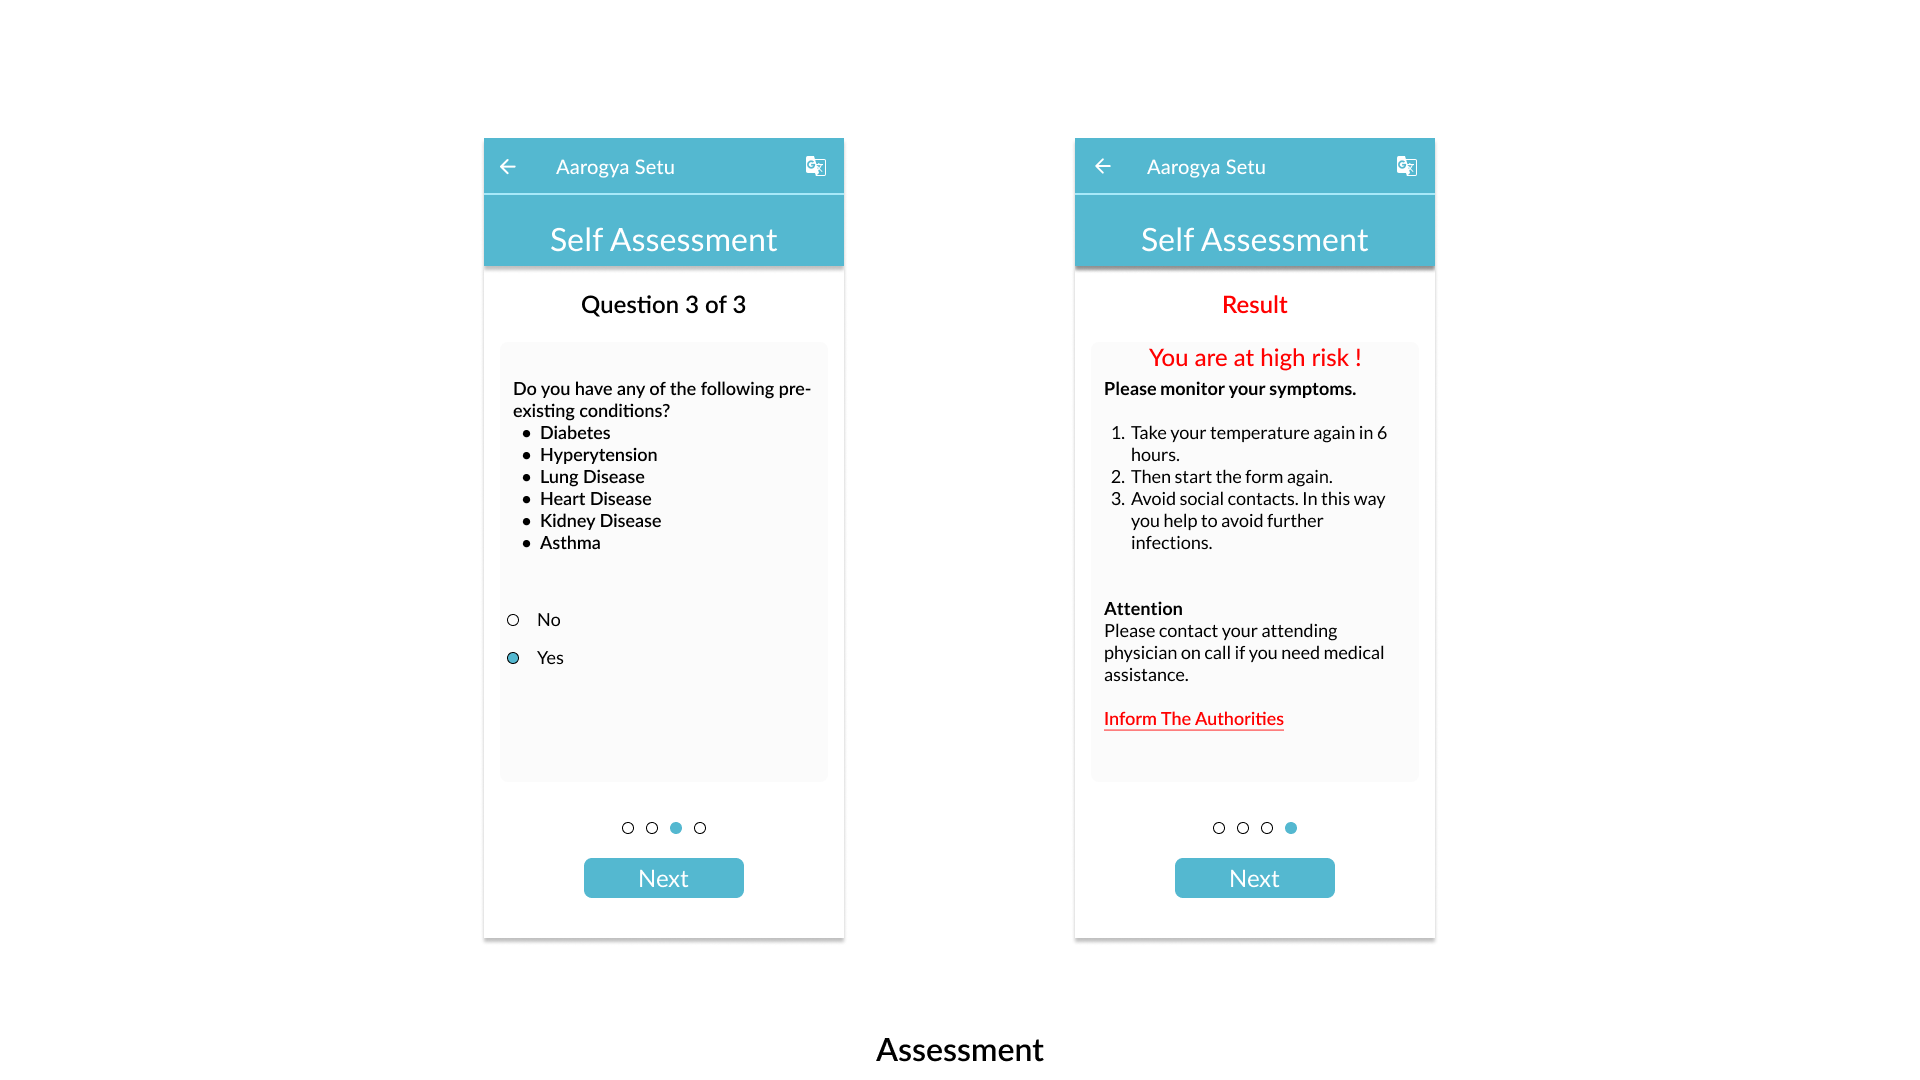 Aarogya Setu
Self Assessment
Question 3 of 3
Do you have any of the following pre-
existing conditions?
• Diabetes
• Hyperytension
• Lung Disease
• Heart Disease
• Kidney Disease
• Asthma
No
Yes
Next
Aarogya Setu
Self Assessment
Result
You are at high risk !
Please monitor your symptoms.
1. Take your temperature again in 6
hours.
2. Then start the form again.
3. Avoid social contacts. In this way
you help to avoid further
infections.
Attention
Please contact your attending
physician on call if you need medical
assistance.
Inform The Authorities
Next
Assessment